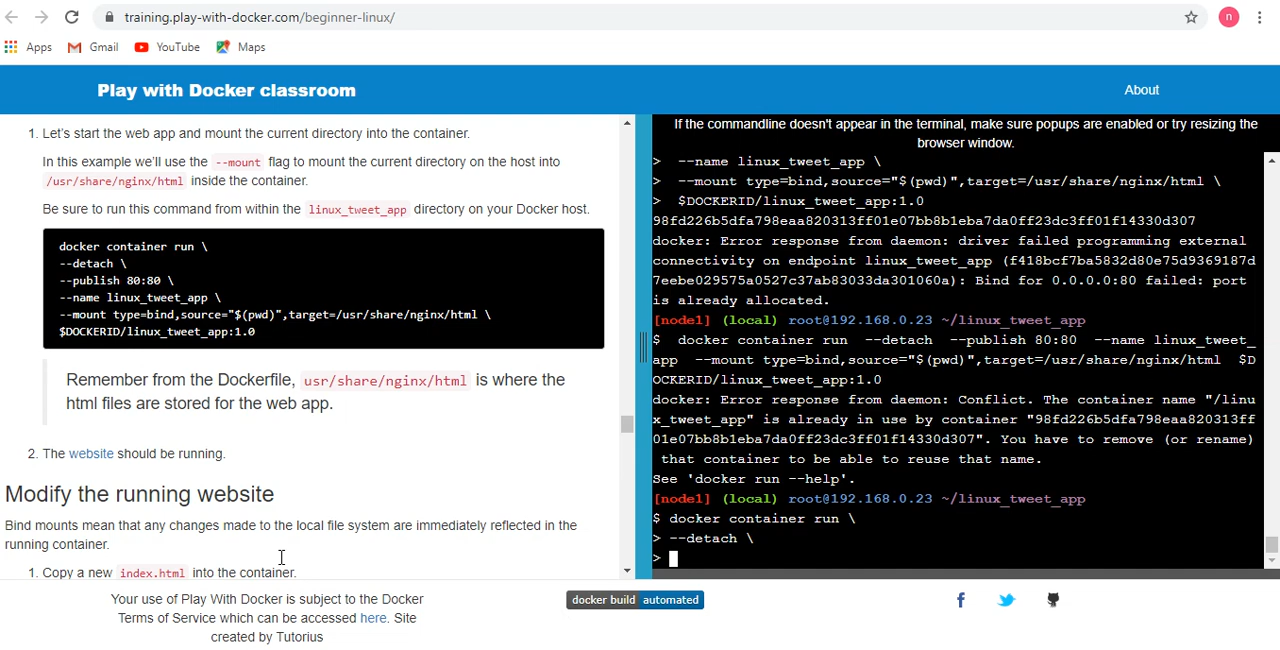 training.play-with-docker.com/beginner-linux/
n
Apps
Gmail
YouTube
Maps
Play with Docker classroom
About
1. Let's start the web app and mount the current directory into the container.
In this example we'll use the --mount flag to mount the current directory on the host into
/usr/share/nginx/html inside the container.
Be sure to run this command from within the linux_tweet_app directory on your Docker host.
docker container run \
--detach \
--publish 80:80 \
--name linux_tweet_app \
--mount type=bind,source="$(pwd)",target=/usr/share/nginx/html \
$DOCKERID/linux_tweet_app:1.0
Remember from the Dockerfile, usr/share/nginx/html is where the
html files are stored for the web app.
2. The website should be running.
Modify the running website
Bind mounts mean that any changes made to the local file system are immediately reflected in the
running container.
1. Copy a new index.html into the container.
If the commandline doesn't appear in the terminal, make sure popups are enabled or try resizing the
browser window.
> --name linux_tweet_app \
> --mount type=bind,source="$(pwd)",target=/usr/share/nginx/html \
> $DOCKERID/linux_tweet_app:1.0
98fd226b5dfa798eaa820313ff01e07bb8b1eba7da0ff23dc3ff01f14330d307
docker: Error response from daemon: driver failed programming external
connectivity on endpoint linux_tweet_app (f418bcf7ba5832d80e75d9369187d
7eebe029575a0527c37ab83033da301060a): Bind for 0.0.0.0:80 failed: port
is already allocated.
[node1] (local) root@192.168.0.23 ~/linux_tweet_app
$ docker container run --detach --publish 80:80 --name linux_tweet_
app --mount type=bind,source="$(pwd)",target=/usr/share/nginx/html $D
OCKERID/linux_tweet_app:1.0
docker: Error response from daemon: Conflict. The container name "/linu
x_tweet_app" is already in use by container "98fd226b5dfa798eaa820313ff
01e07bb8b1eba7da0ff23dc3ff01f14330d307". You have to remove (or rename)
that container to be able to reuse that name.
See 'docker run --help'.
[node1] (local) root@192.168.0.23 ~/linux_tweet_app
$ docker container run \
> --detach \
>
Your use of Play With Docker is subject to the Docker
Terms of Service which can be accessed here. Site
created by Tutorius
docker build automated